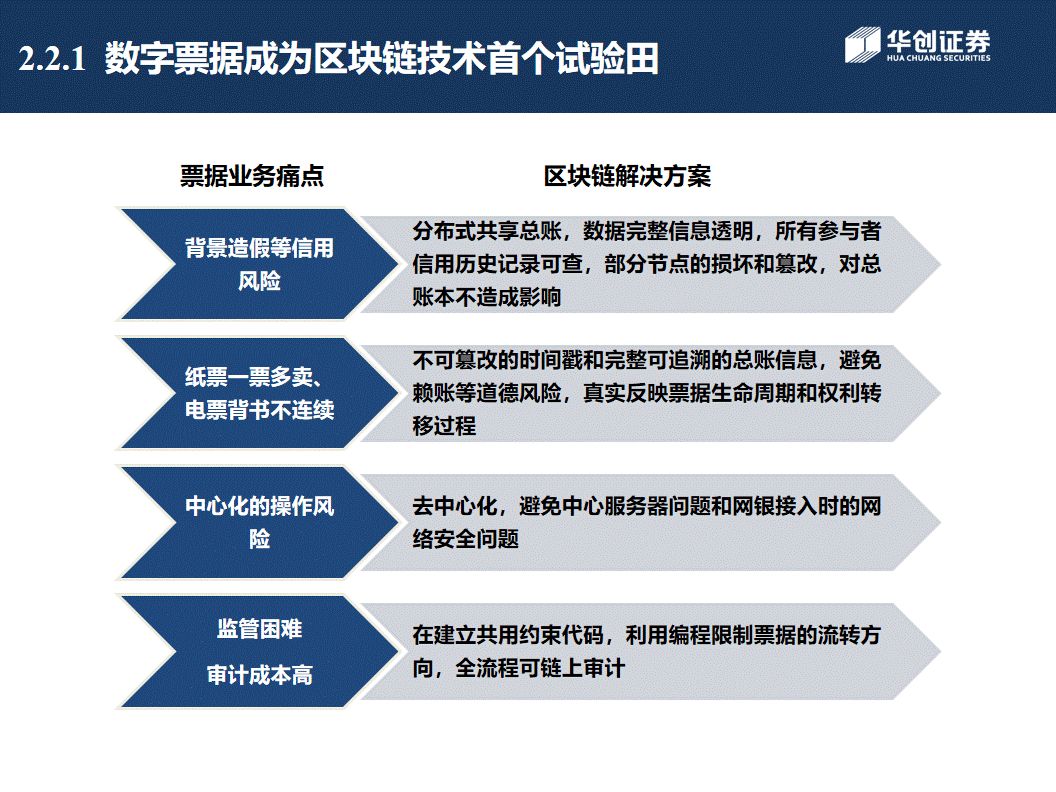 2.2.1 数字票据成为区块链技术首个试验田
华创证券
HUA CHUANG SECURITIES
票据业务痛点
区块链解决方案
背景造假等信用
风险
分布式共享总账，数据完整信息透明，所有参与者
信用历史记录可查，部分节点的损坏和篡改，对总
账本不造成影响
纸票一票多卖、
电票背书不连续
不可篡改的时间戳和完整可追溯的总账信息，避免
赖账等道德风险，真实反映票据生命周期和权利转
移过程
中心化的操作风
险
去中心化，避免中心服务器问题和网银接入时的网
络安全问题
监管困难
审计成本高
在建立共用约束代码，利用编程限制票据的流转方
向，全流程可链上审计